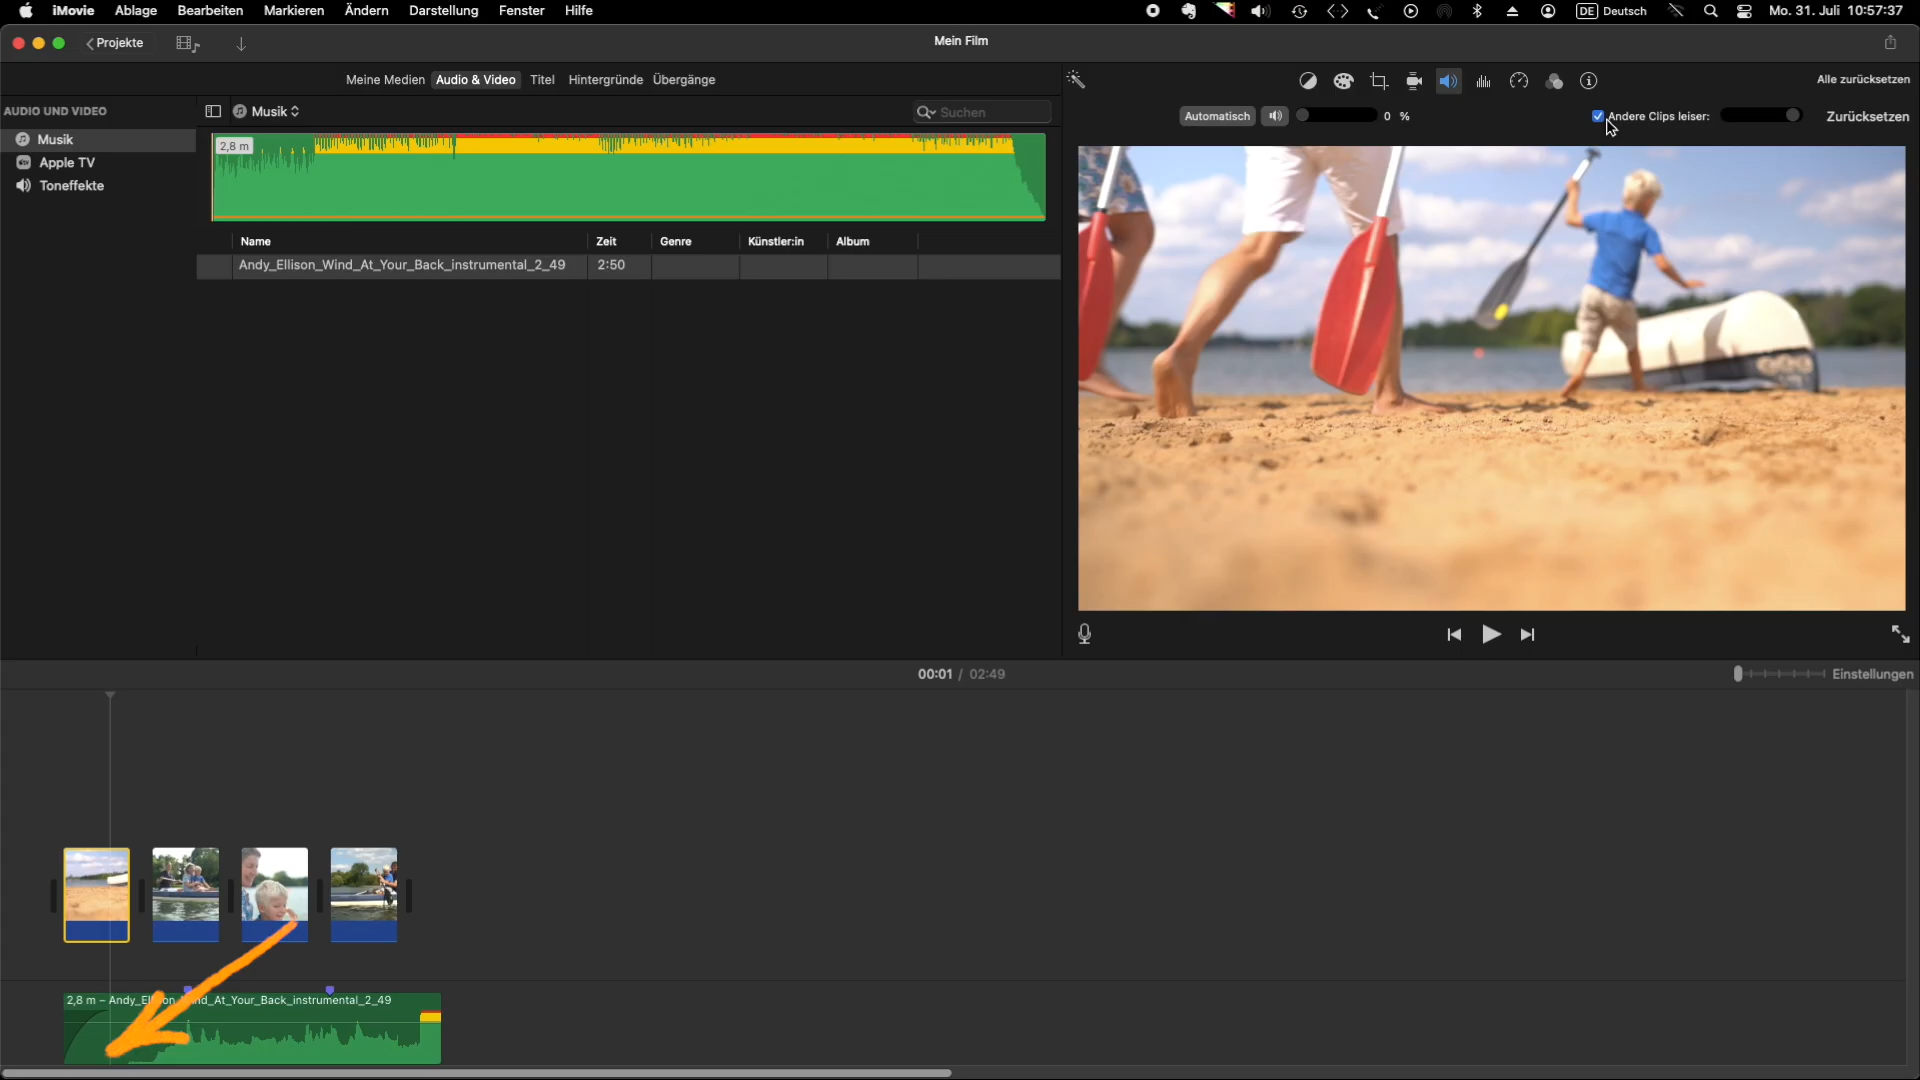 iMovie Ablage Bearbeiten Markieren Ändern Darstellung Fenster Hilfe DE Deutsch Mo. 31. Juli 10:57:37
Projekte Mein Film
Meine Medien Audio & Video Titel Hintergründe Übergänge Alle zurücksetzen
AUDIO UND VIDEO Musik Suchen Automatisch 0 % Andere Clips leiser: Zurücksetzen
Musik
Apple TV
Toneffekte
2,8 m
Name Zeit Genre Künstler:in Album
Andy_Ellison_Wind_At_Your_Back_instrumental_2_49 2:50
00:01 / 02:49 Einstellungen
2,8 m – Andy_Ellison_Wind_At_Your_Back_instrumental_2_49